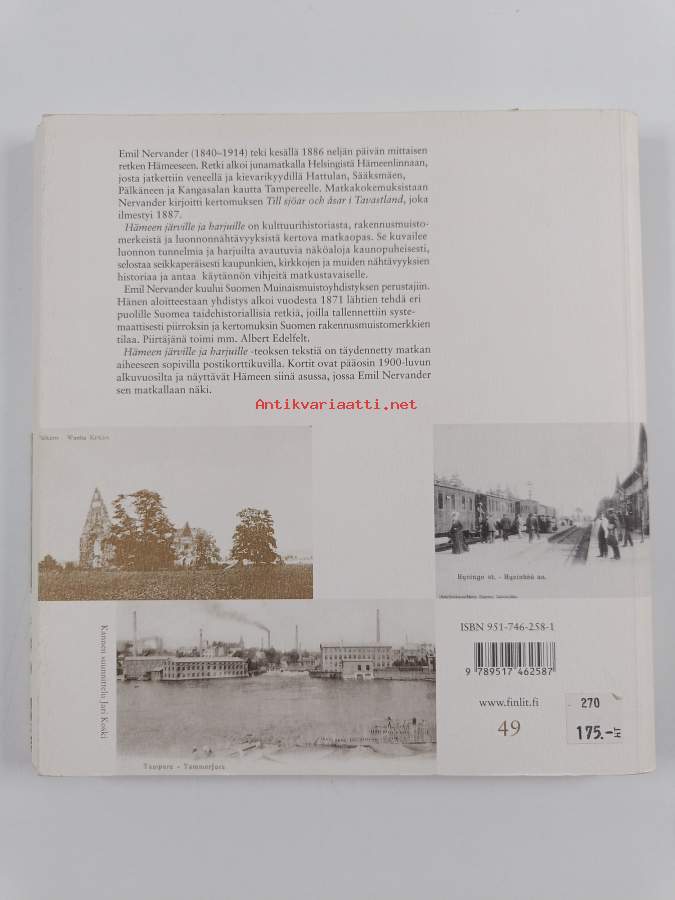 Emil Nervander (1840–1914) teki kesällä 1886 neljän päivän mittaisen
retken Hämeeseen. Retki alkoi junamatkalla Helsingistä Hämeenlinnaan,
josta jatkettiin veneellä ja kievarikyydillä Hattulan, Sääksmäen,
Pälkäneen ja Kangasalan kautta Tampereelle. Matkakokemuksistaan
Nervander kirjoitti kertomuksen Till sjöar och åsar i Tavastland, joka
ilmestyi 1887.
Hämeen järville ja harjuille on kulttuurihistoriasta, rakennusmuisto-
merkeistä ja luonnonnähtävyyksistä kertova matkaopas. Se kuvailee
luonnon tunnelmia ja harjuilta avautuvia näköaloja kaunopuheisesti,
selostaa seikkaperäisesti kaupunkien, kirkkojen ja muiden nähtävyyksien
historiaa ja antaa käytännön vihjeitä matkustavaiselle.
Emil Nervander kuului Suomen Muinaismuistoyhdistyksen perustajiin.
Hänen aloitteestaan yhdistys alkoi vuodesta 1871 lähtien tehdä eri
puolille Suomea taidehistoriallisia retkiä, joilla tallennettiin syste-
maattisesti piirroksin ja kertomuksin Suomen rakennusmuistomerkkien
tilaa. Piirtäjänä toimi mm. Albert Edelfelt.
Hämeen järville ja harjuille -teoksen tekstiä on täydennetty matkan
aiheeseen sopivilla postikorttikuvilla. Kortit ovat pääosin 1900-luvun
alkuvuosilta ja näyttävät Hämeen siinä asussa, jossa Emil Nervander
sen matkallaan näki.
Antikvariaatti.net
Wanha Kirkko
Hyvinge st. - Hyvinkää as.
Kannen suunnittelu Jari Koski
Tampere - Tammerfors
ISBN 951-746-258-1
9 789517 462587
www.finlit.fi
49
270
175.-